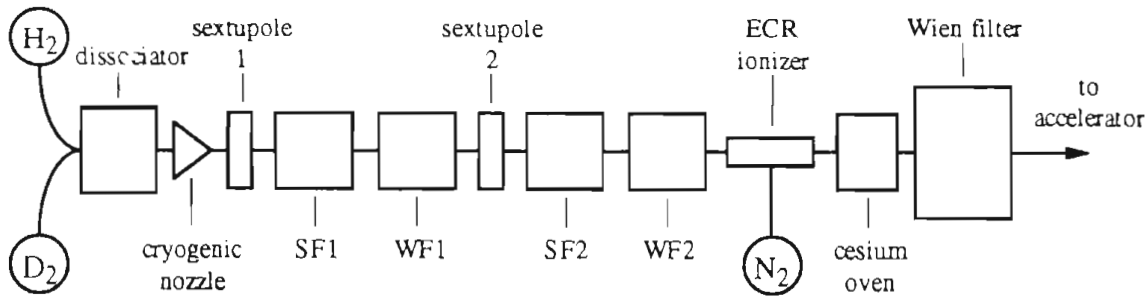 H2
dissociator
sextupole
1
sextupole
2
ECR
ionizer
Wien filter
to
accelerator
cryogenic
nozzle
SF1
WF1
SF2
WF2
N2
cesium
oven
D2